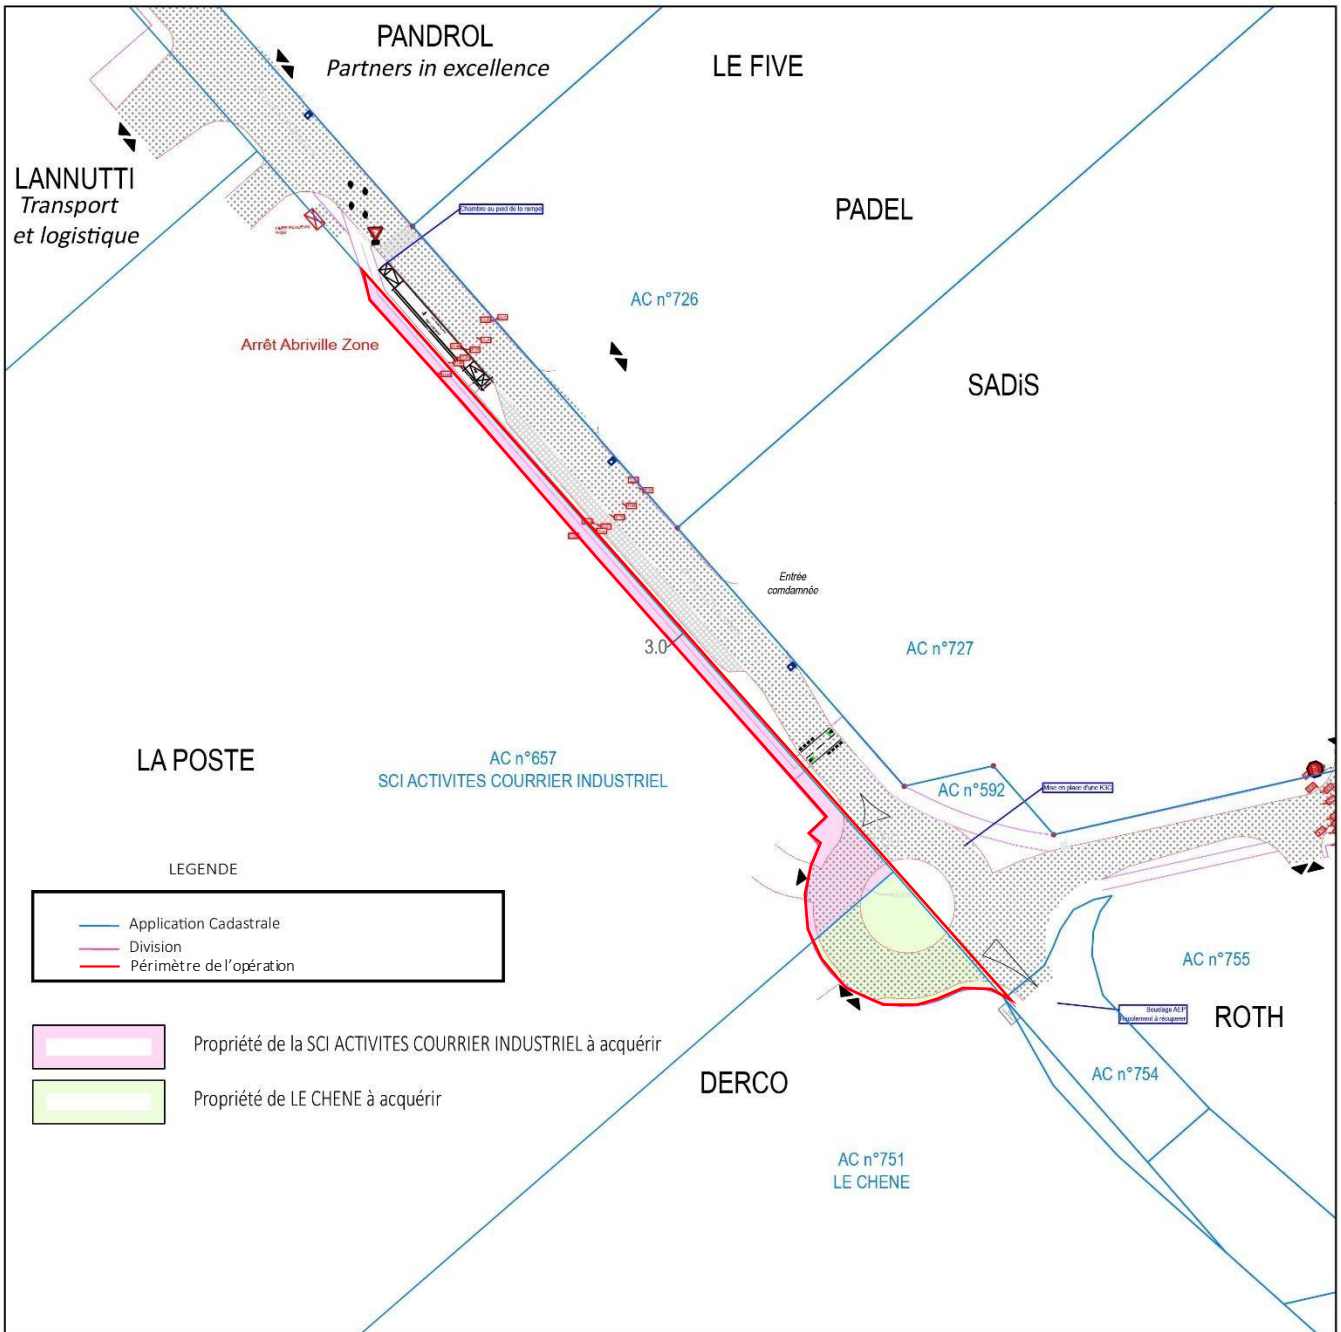 PANDROL
Partners in excellence
LE FIVE
LANNUTTI
Transport
et logistique
Chambre au pied de la rampe
PADEL
AC n°726
Arrêt Abriville Zone
SADiS
Entrée
comdamnée
3.0
AC n°727
LA POSTE
AC n°657
SCI ACTIVITES COURRIER INDUSTRIEL
AC n°592
Mise en place d'une K3C
LEGENDE
Application Cadastrale
Division
Périmètre de l'opération
AC n°755
ROTH
Bouclage AEP
Propriété de la SCI ACTIVITES COURRIER INDUSTRIEL à acquérir
Propriété de LE CHENE à acquérir
DERCO
AC n°754
AC n°751
LE CHENE